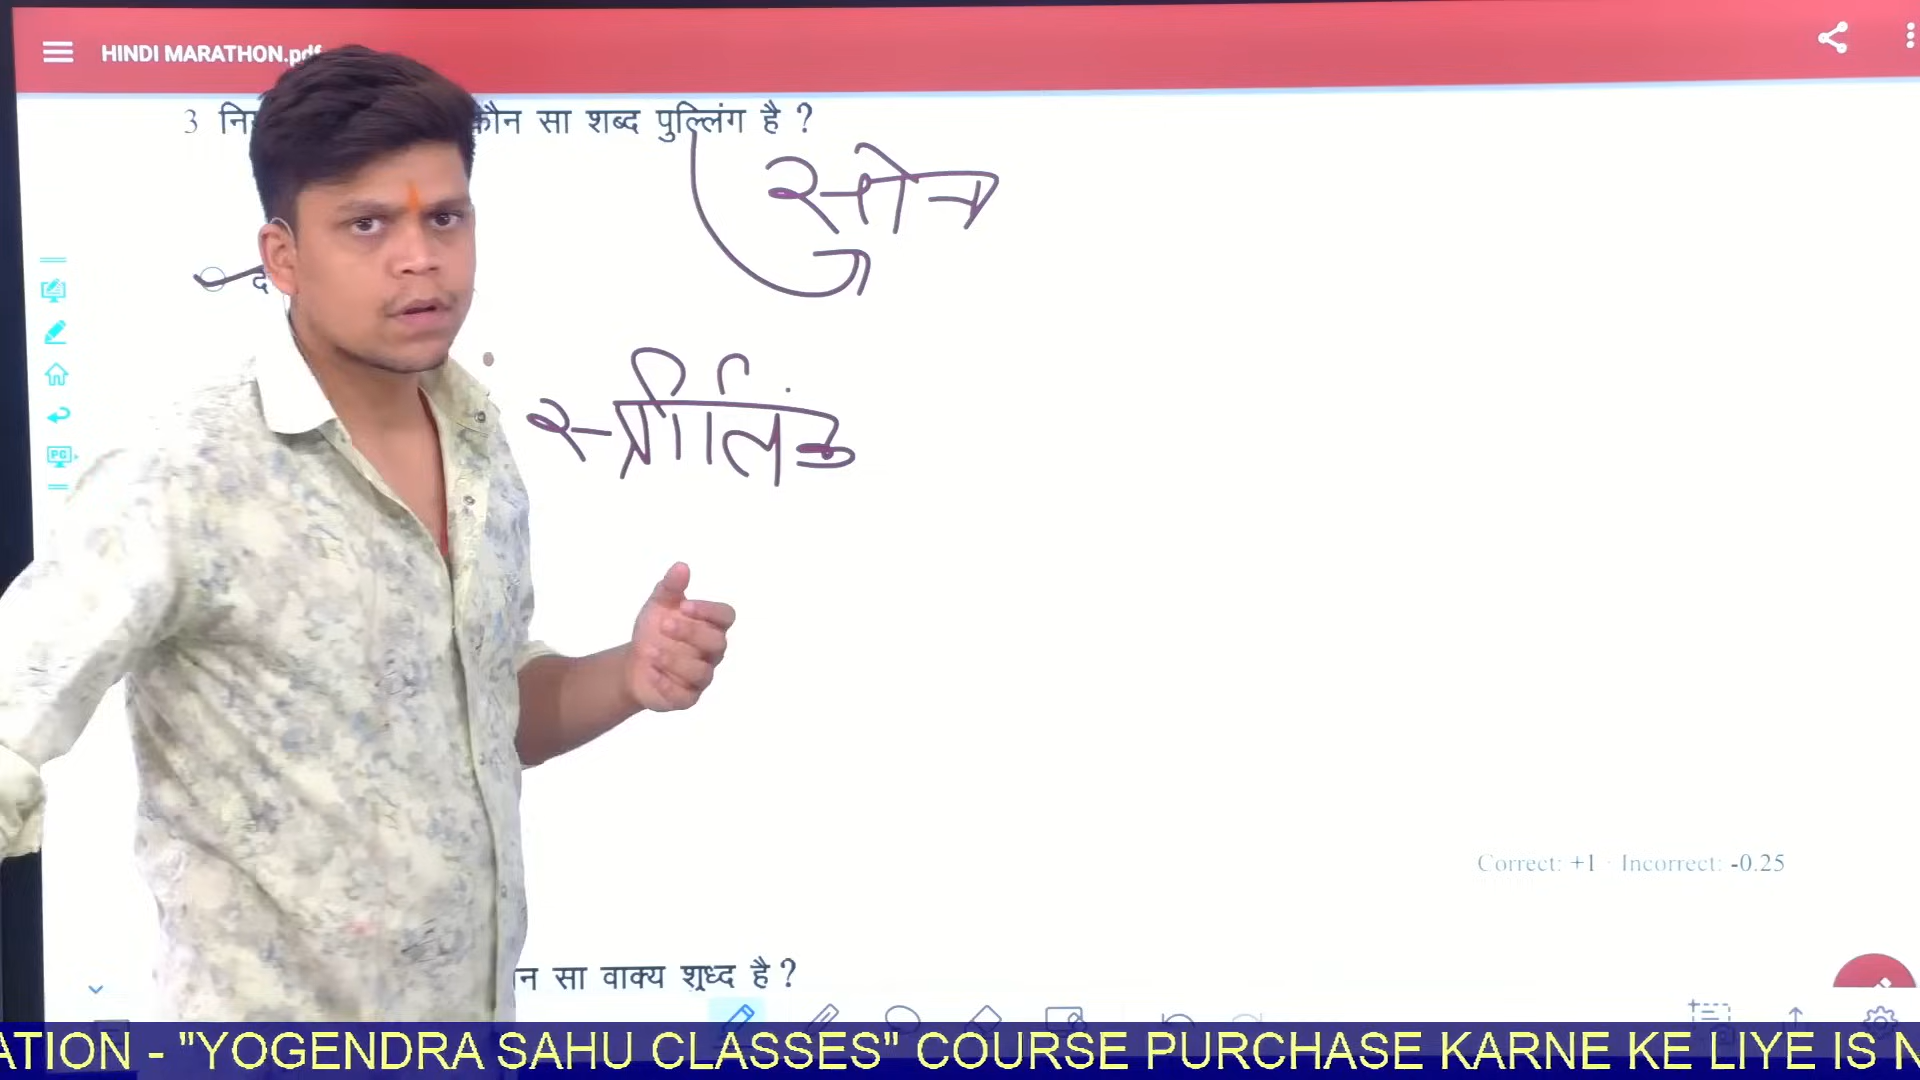 HINDI MARATHON.pdf
3 नि कौन सा शब्द पुल्लिंग है ?
स्तोत्र
द
स्त्रीलिंङ
Correct: +1 · Incorrect: -0.25
न सा वाक्य शुध्द है ?
ATION - "YOGENDRA SAHU CLASSES" COURSE PURCHASE KARNE KE LIYE IS N